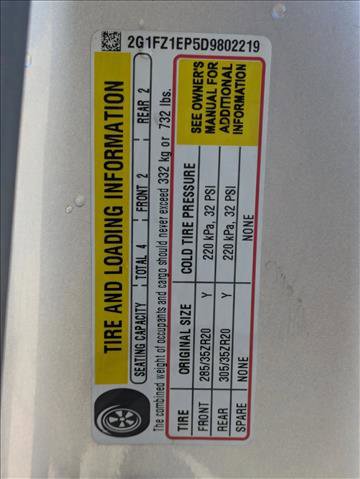 2G1FZ1EP5D9802219
TIRE AND LOADING INFORMATION
SEATING CAPACITY TOTAL 4 FRONT 2 REAR 2
The combined weight of occupants and cargo should never exceed 332 kg or 732 lbs.
TIRE ORIGINAL SIZE COLD TIRE PRESSURE
FRONT 285/35ZR20 Y 220 kPa, 32 PSI
REAR 305/35ZR20 Y 220 kPa, 32 PSI
SPARE NONE NONE
SEE OWNER'S
MANUAL FOR
ADDITIONAL
INFORMATION